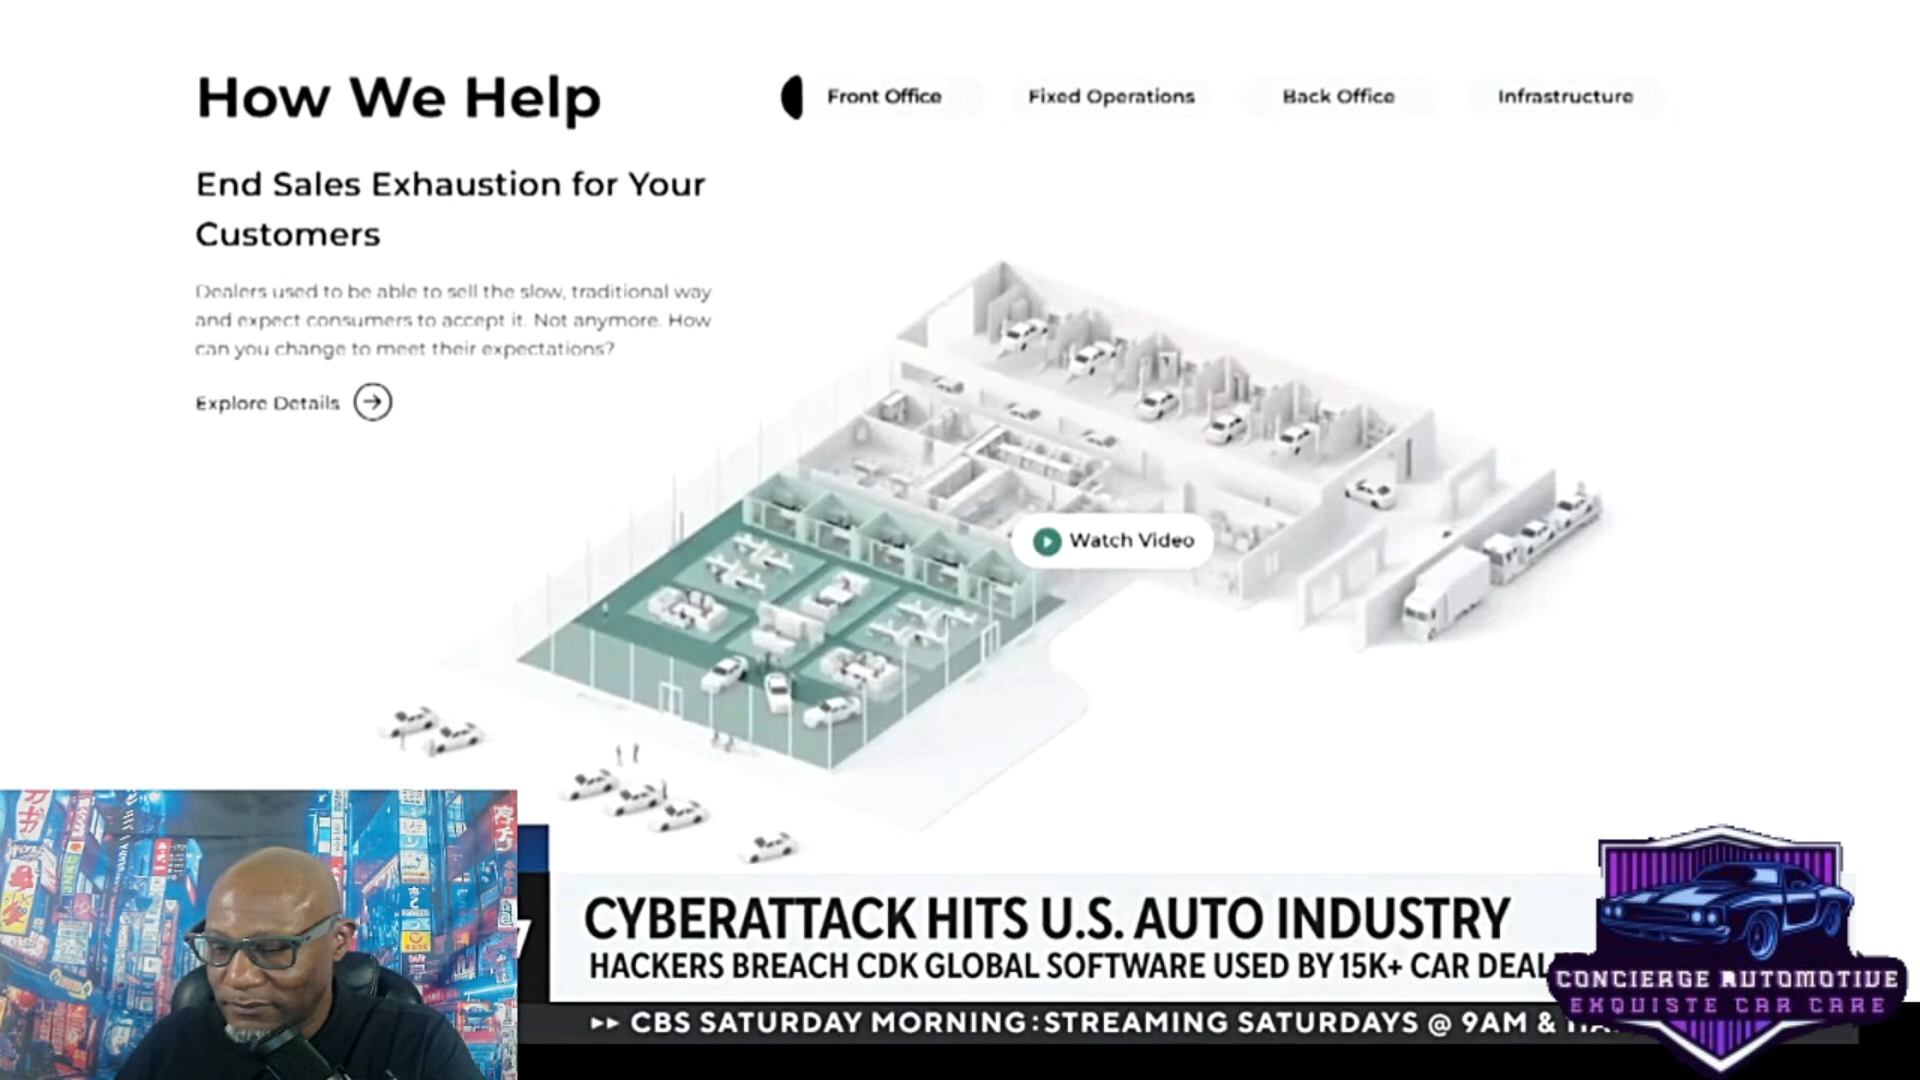 How We Help
Front Office
Fixed Operations
Back Office
Infrastructure
End Sales Exhaustion for Your
Customers
Dealers used to be able to sell the slow, traditional way
and expect consumers to accept it. Not anymore. How
can you change to meet their expectations?
Explore Details
Watch Video
CYBERATTACK HITS U.S. AUTO INDUSTRY
HACKERS BREACH CDK GLOBAL SOFTWARE USED BY 15K+ CAR
CBS SATURDAY MORNING: STREAMING SATURDAYS @ 9AM &
CONCIERGE AUTOMOTIVE
EXQUISTE CAR CARE